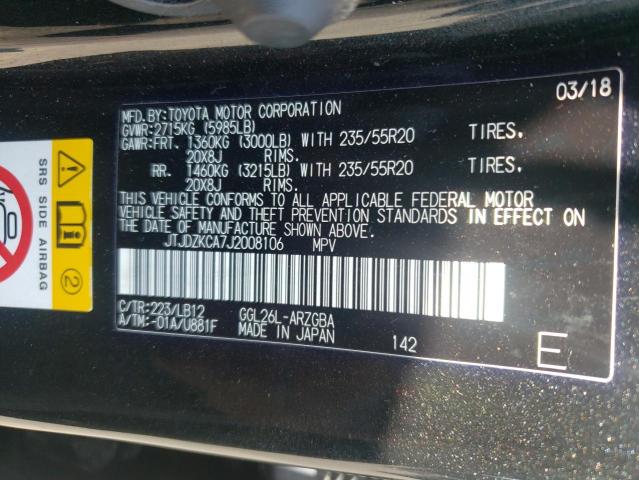 03/18
MFD.BY:TOYOTA MOTOR CORPORATION
GVWR:2715KG (5985LB)
GAWR:FRT. 1360KG (3000LB) WITH 235/55R20 TIRES,
20X8J RIMS.
RR. 1460KG (3215LB) WITH 235/55R20 TIRES,
20X8J RIMS.
THIS VEHICLE CONFORMS TO ALL APPLICABLE FEDERAL MOTOR
VEHICLE SAFETY AND THEFT PREVENTION STANDARDS IN EFFECT ON
THE DATE OF MANUFACTURE SHOWN ABOVE.
JTJDZKCA7J2008106 MPV
C/TR:223/LB12 GGL26L-ARZGBA
A/TM:-01A/U881F MADE IN JAPAN
142
E
SRS SIDE AIRBAG
2